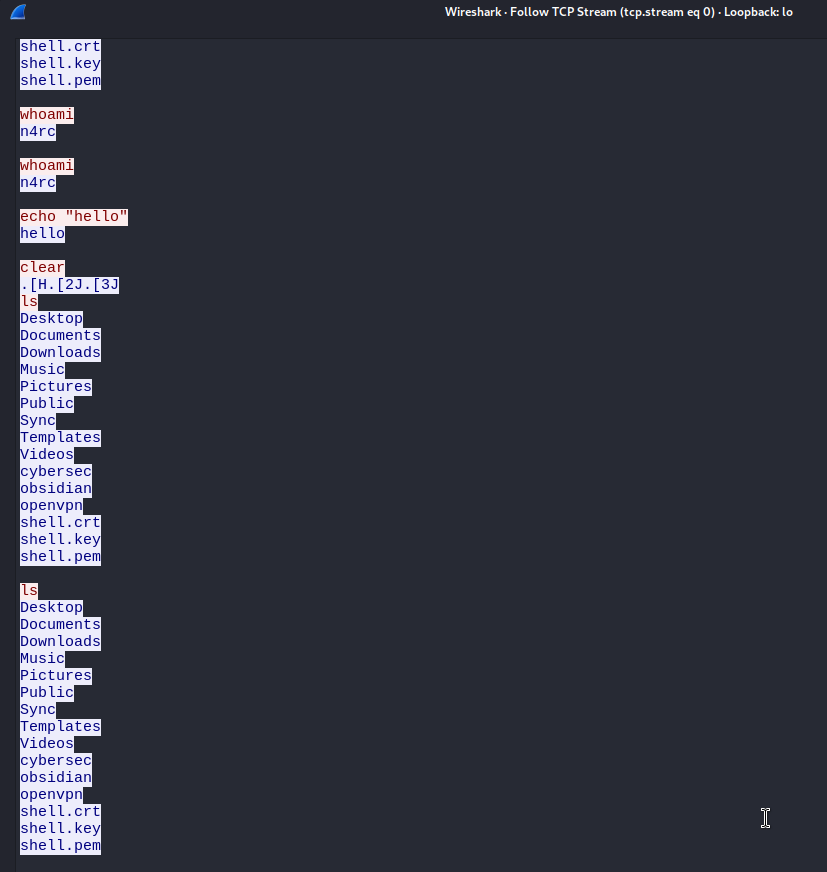 Wireshark · Follow TCP Stream (tcp.stream eq 0) · Loopback: lo
shell.crt
shell.key
shell.pem
whoami
n4rc
whoami
n4rc
echo "hello"
hello
clear
.[H.[2J.[3J
ls
Desktop
Documents
Downloads
Music
Pictures
Public
Sync
Templates
Videos
cybersec
obsidian
openvpn
shell.crt
shell.key
shell.pem
ls
Desktop
Documents
Downloads
Music
Pictures
Public
Sync
Templates
Videos
cybersec
obsidian
openvpn
shell.crt
shell.key
shell.pem